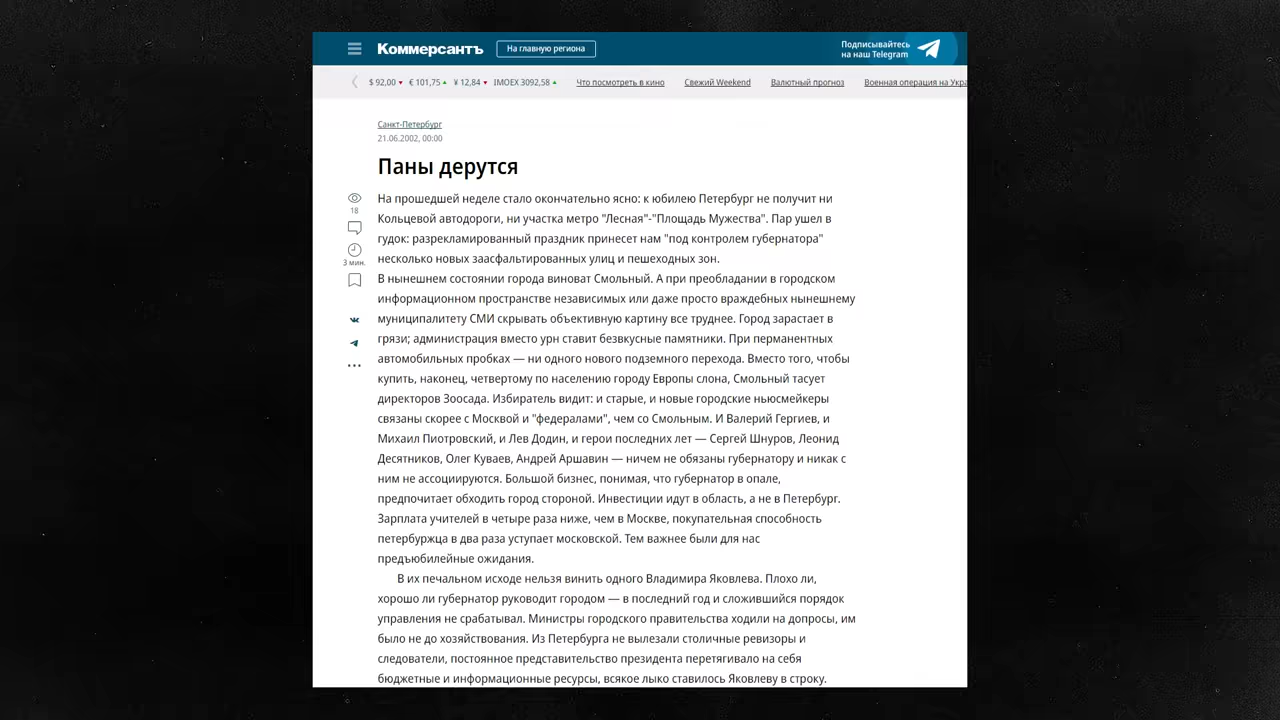 Коммерсантъ
На главную региона
Подписывайтесь
на наш Telegram
$ 92,00 € 101,75 ¥ 12,84 IMOEX 3092,58 Что посмотреть в кино Свежий Weekend Валютный прогноз Военная операция на Укра
Санкт-Петербург
21.06.2002, 00:00
Паны дерутся
18
3 мин.
На прошедшей неделе стало окончательно ясно: к юбилею Петербург не получит ни
Кольцевой автодороги, ни участка метро "Лесная"-"Площадь Мужества". Пар ушел в
гудок: разрекламированный праздник принесет нам "под контролем губернатора"
несколько новых заасфальтированных улиц и пешеходных зон.
В нынешнем состоянии города виноват Смольный. А при преобладании в городском
информационном пространстве независимых или даже просто враждебных нынешнему
муниципалитету СМИ скрывать объективную картину все труднее. Город зарастает в
грязи; администрация вместо урн ставит безвкусные памятники. При перманентных
автомобильных пробках — ни одного нового подземного перехода. Вместо того, чтобы
купить, наконец, четвертому по населению городу Европы слона, Смольный тасует
директоров Зоосада. Избиратель видит: и старые, и новые городские ньюсмейкеры
связаны скорее с Москвой и "федералами", чем со Смольным. И Валерий Гергиев, и
Михаил Пиотровский, и Лев Додин, и герои последних лет — Сергей Шнуров, Леонид
Десятников, Олег Куваев, Андрей Аршавин — ничем не обязаны губернатору и никак с
ним не ассоциируются. Большой бизнес, понимая, что губернатор в опале,
предпочитает обходить город стороной. Инвестиции идут в область, а не в Петербург.
Зарплата учителей в четыре раза ниже, чем в Москве, покупательная способность
петербуржца в два раза уступает московской. Тем важнее были для нас
предъюбилейные ожидания.
В их печальном исходе нельзя винить одного Владимира Яковлева. Плохо ли,
хорошо ли губернатор руководит городом — в последний год и сложившийся порядок
управления не срабатывал. Министры городского правительства ходили на допросы, им
было не до хозяйствования. Из Петербурга не вылезали столичные ревизоры и
следователи, постоянное представительство президента перетягивало на себя
бюджетные и информационные ресурсы, всякое лыко ставилось Яковлеву в строку.